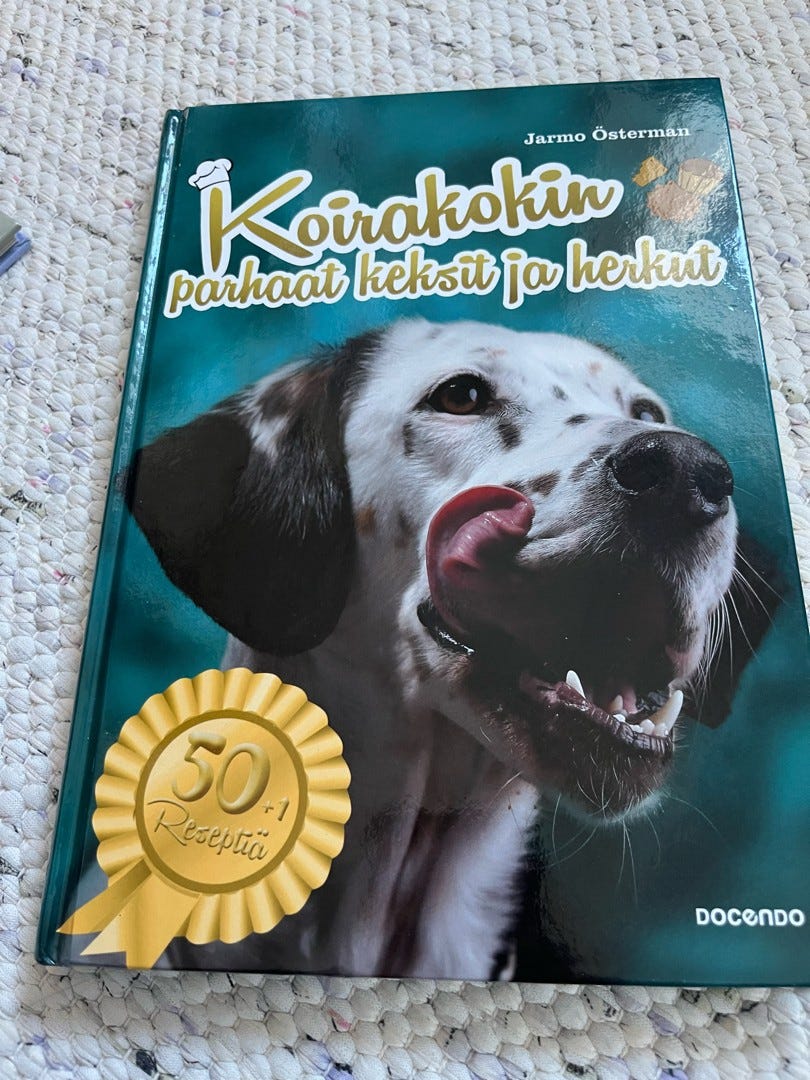 Jarmo Österman
Koirakokin
parhaat keksit ja herkut
50 +1
Reseptiä
DOCENDO